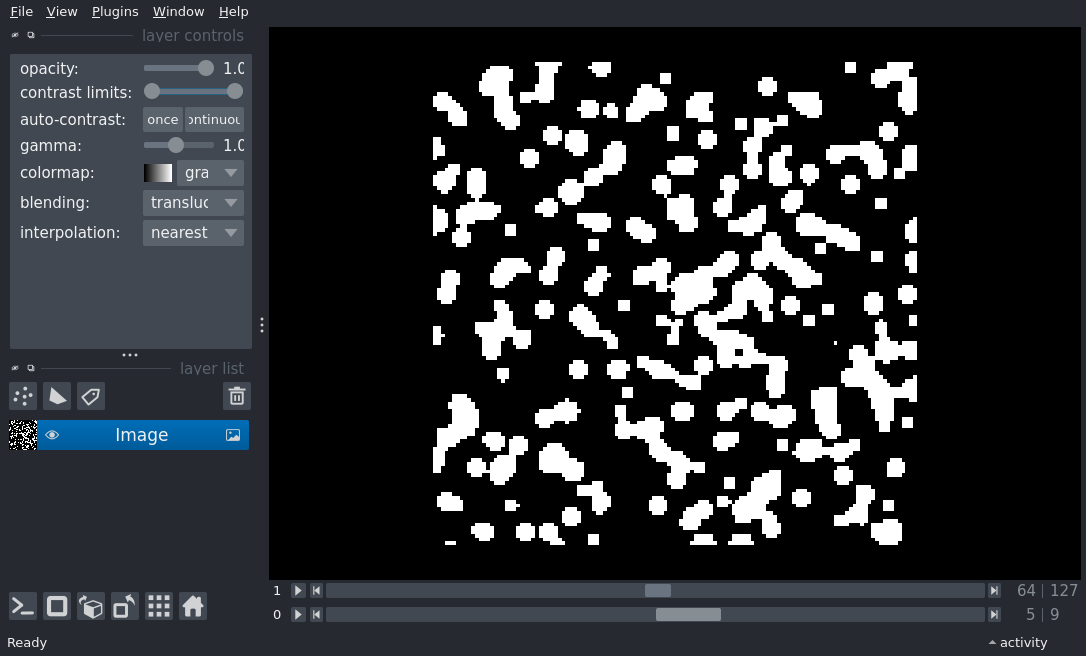 File View Plugins Window Help
layer controls
opacity: 1.0
contrast limits:
auto-contrast: once ontinuou
gamma: 1.0
colormap: gra
blending: transluc
interpolation: nearest
layer list
Image
1 64 | 127
0 5 | 9
Ready activity